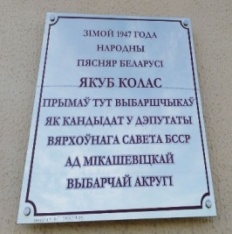 ЗІМОЙ 1947 ГОДА
НАРОДНЫ
ПЯСНЯР БЕЛАРУСІ
ЯКУБ КОЛАС
ПРЫМАЎ ТУТ ВЫБАРШЧЫКАЎ
ЯК КАНДЫДАТ У ДЭПУТАТЫ
ВЯРХОЎНАГА САВЕТА БССР
АД МІКАШЕВІЦКАЙ
ВЫБАРЧАЙ АКРУГІ